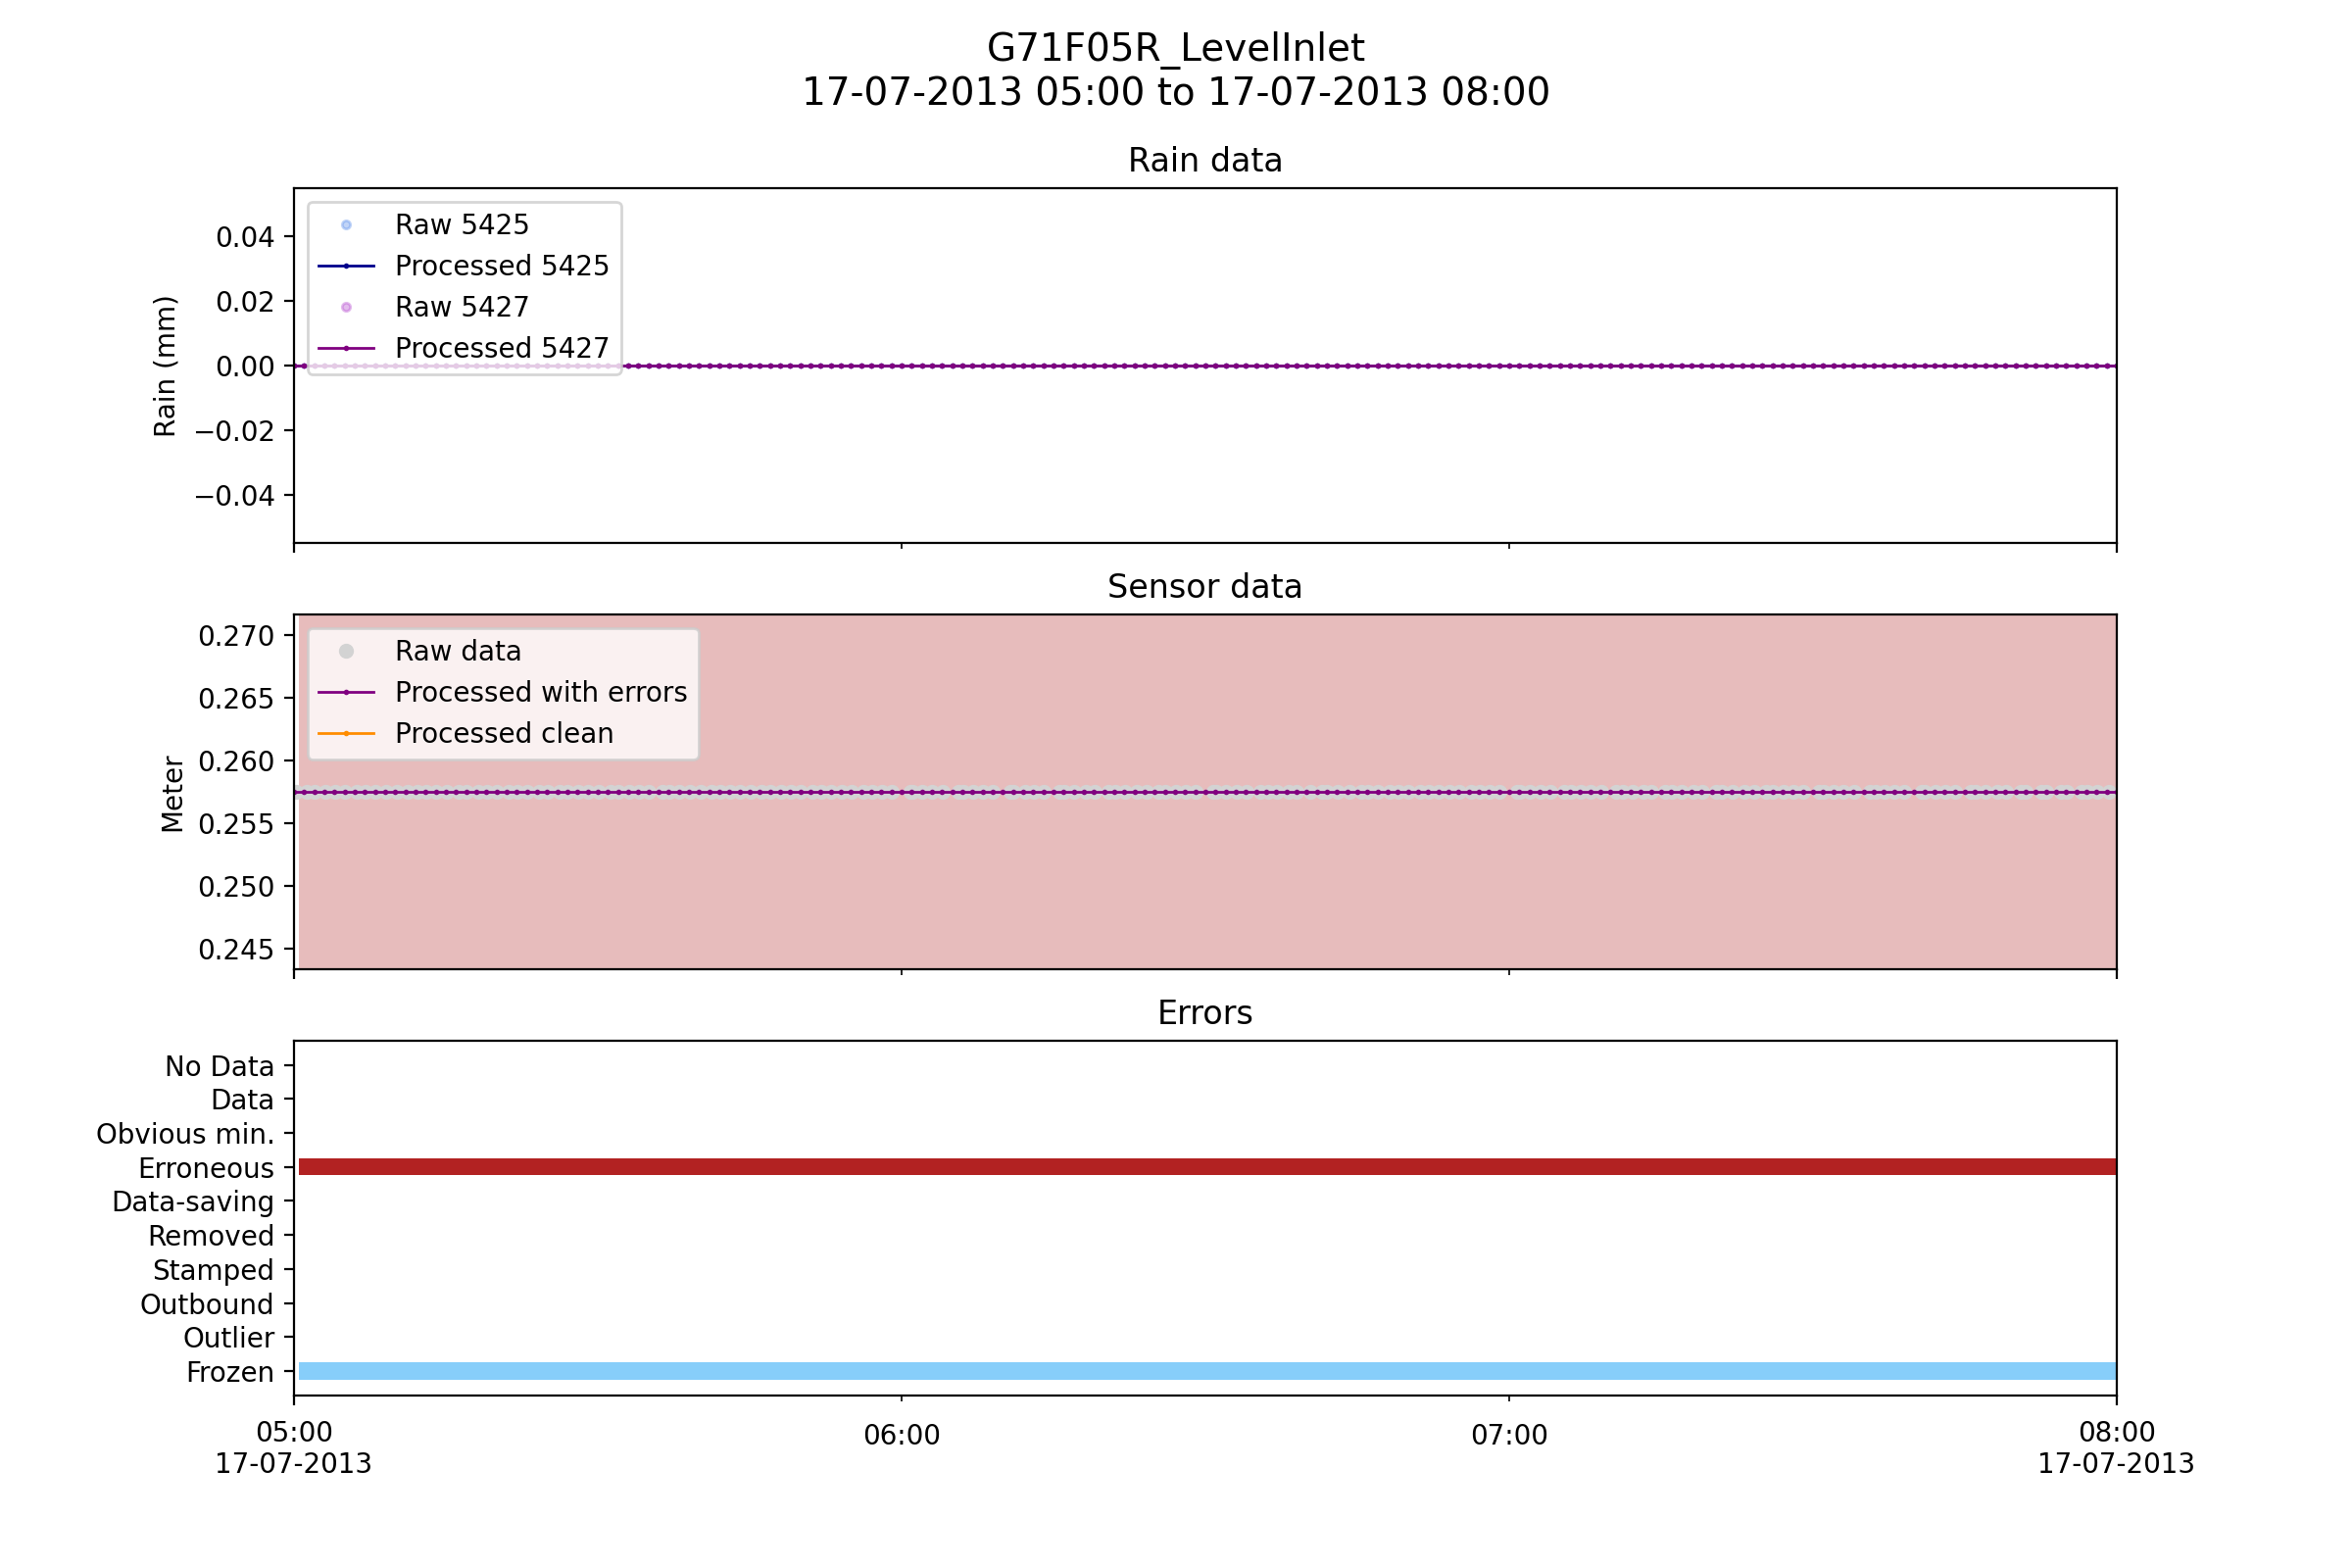 G71F05R_LevelInlet
17-07-2013 05:00 to 17-07-2013 08:00
Rain data
Rain (mm)
0.04
0.02
0.00
−0.02
−0.04
Raw 5425
Processed 5425
Raw 5427
Processed 5427
Sensor data
Meter
0.270
0.265
0.260
0.255
0.250
0.245
Raw data
Processed with errors
Processed clean
Errors
No Data
Data
Obvious min.
Erroneous
Data-saving
Removed
Stamped
Outbound
Outlier
Frozen
05:00
17-07-2013
06:00
07:00
08:00
17-07-2013